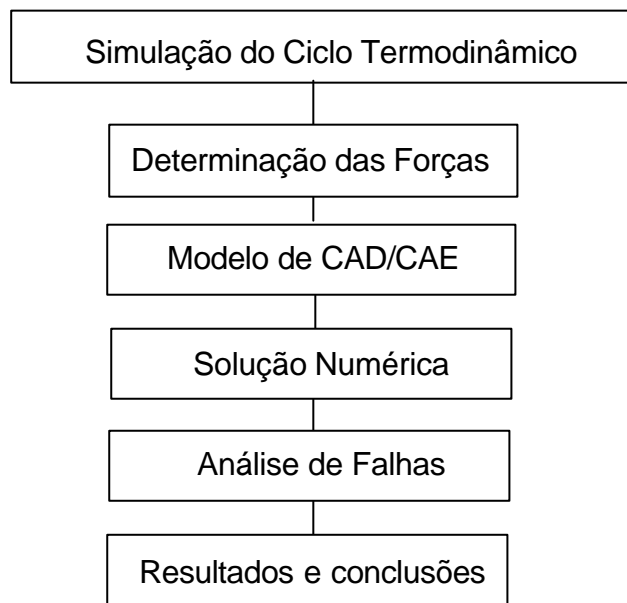 Simulação do Ciclo Termodinâmico
Determinação das Forças
Modelo de CAD/CAE
Solução Numérica
Análise de Falhas
Resultados e conclusões